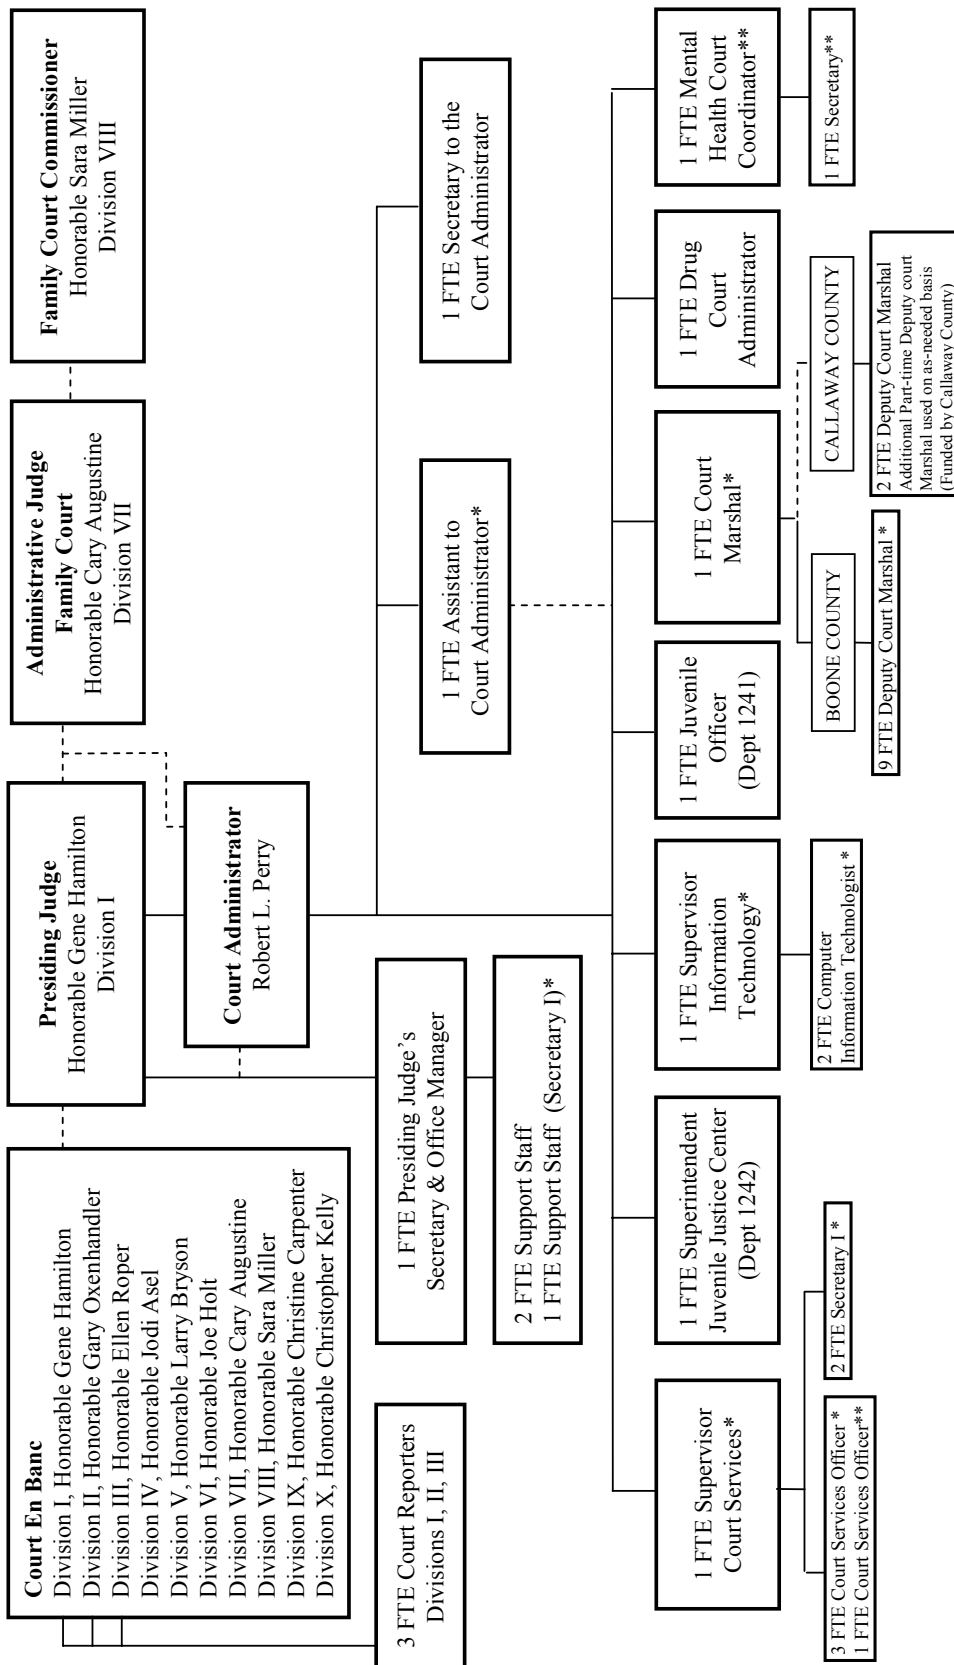 Court En Banc
Division I, Honorable Gene Hamilton
Division II, Honorable Gary Oxenhandler
Division III, Honorable Ellen Roper
Division IV, Honorable Jodi Asel
Division V, Honorable Larry Bryson
Division VI, Honorable Joe Holt
Division VII, Honorable Cary Augustine
Division VIII, Honorable Sara Miller
Division IX, Honorable Christine Carpenter
Division X, Honorable Christopher Kelly
Presiding Judge
Honorable Gene Hamilton
Division I
Administrative Judge
Family Court
Honorable Cary Augustine
Division VII
Family Court Commissioner
Honorable Sara Miller
Division VIII
Court Administrator
Robert L. Perry
3 FTE Court Reporters
Divisions I, II, III
1 FTE Presiding Judge’s
Secretary & Office Manager
2 FTE Support Staff
1 FTE Support Staff (Secretary I)*
1 FTE Assistant to
Court Administrator*
1 FTE Secretary to the
Court Administrator
1 FTE Supervisor
Court Services*
1 FTE Superintendent
Juvenile Justice Center
(Dept 1242)
1 FTE Supervisor
Information
Technology*
1 FTE Juvenile
Officer
(Dept 1241)
1 FTE Court
Marshal*
1 FTE Drug
Court
Administrator
1 FTE Mental
Health Court
Coordinator**
3 FTE Court Services Officer *
1 FTE Court Services Officer**
2 FTE Secretary I *
2 FTE Computer
Information Technologist *
BOONE COUNTY
9 FTE Deputy Court Marshal *
CALLAWAY COUNTY
2 FTE Deputy Court Marshal
Additional Part-time Deputy court
Marshal used on as-needed basis
(Funded by Callaway County)
1 FTE Secretary**